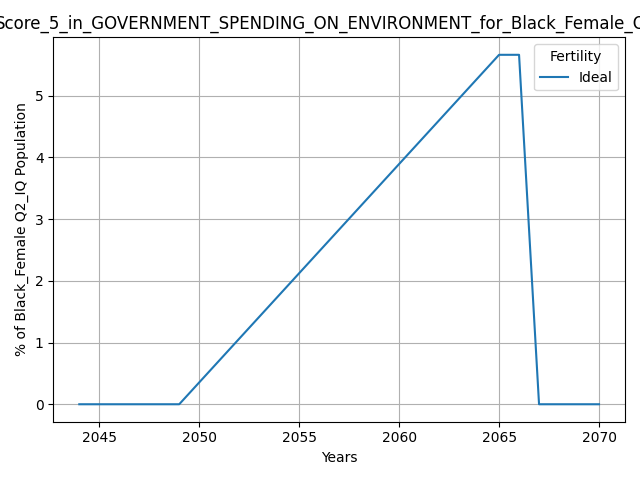 Score_5_in_GOVERNMENT_SPENDING_ON_ENVIRONMENT_for_Black_Female_
Fertility
Ideal
% of Black_Female Q2_IQ Population
5
4
3
2
1
0
2045 2050 2055 2060 2065 2070
Years